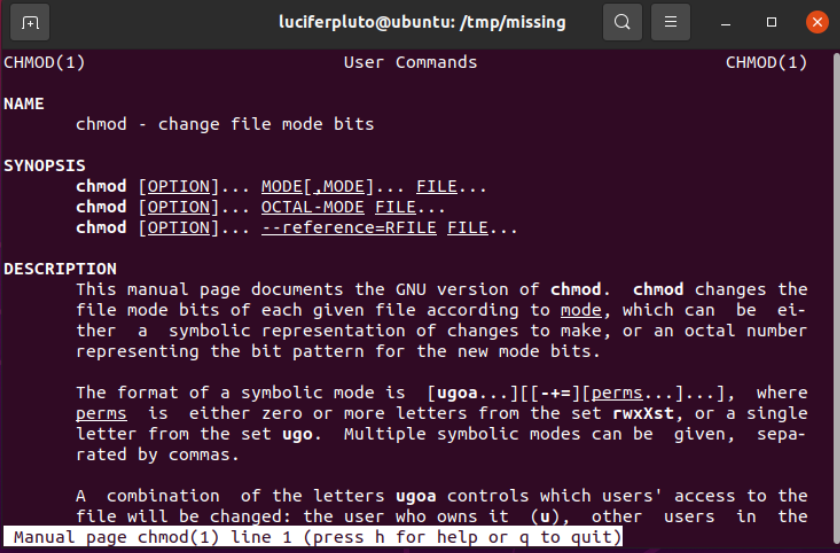 luciferpluto@ubuntu: /tmp/missing
CHMOD(1) User Commands CHMOD(1)
NAME
chmod - change file mode bits
SYNOPSIS
chmod [OPTION]... MODE[,MODE]... FILE...
chmod [OPTION]... OCTAL-MODE FILE...
chmod [OPTION]... --reference=RFILE FILE...
DESCRIPTION
This manual page documents the GNU version of chmod. chmod changes the
file mode bits of each given file according to mode, which can be ei-
ther a symbolic representation of changes to make, or an octal number
representing the bit pattern for the new mode bits.
The format of a symbolic mode is [ugoa...][[-+=][perms...]...], where
perms is either zero or more letters from the set rwxXst, or a single
letter from the set ugo. Multiple symbolic modes can be given, sepa-
rated by commas.
A combination of the letters ugoa controls which users' access to the
file will be changed: the user who owns it (u), other users in the
Manual page chmod(1) line 1 (press h for help or q to quit)